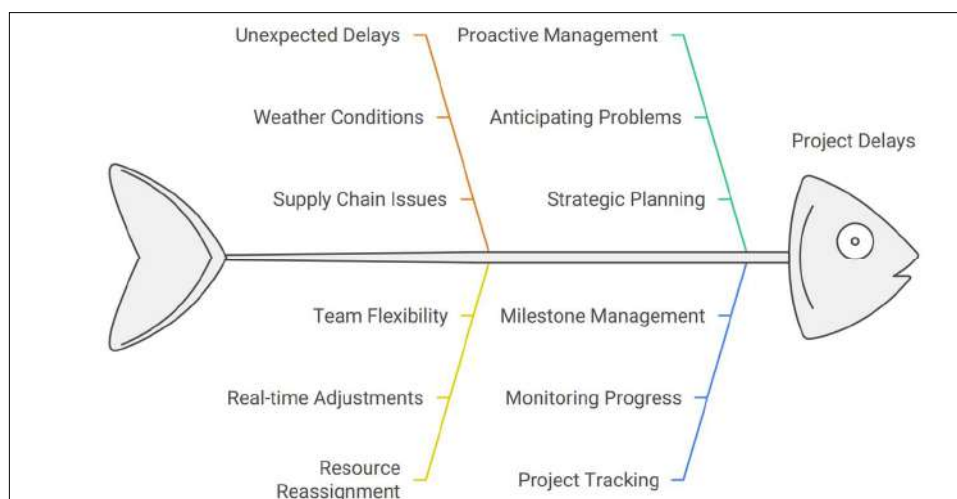 Unexpected Delays
Proactive Management
Weather Conditions
Anticipating Problems
Project Delays
Supply Chain Issues
Strategic Planning
Team Flexibility
Milestone Management
Real-time Adjustments
Monitoring Progress
Resource
Reassignment
Project Tracking